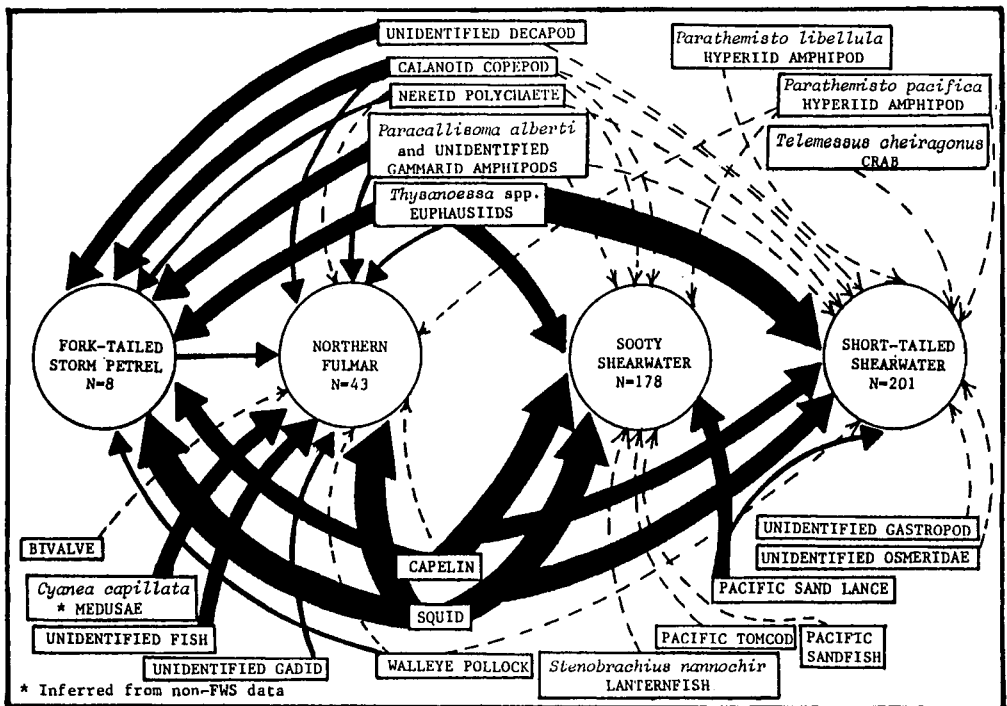 UNIDENTIFIED DECAPOD
CALANOID COPEPOD
NEREID POLYCHAETE
Paracallisoma alberti
and UNIDENTIFIED
GAMMARID AMPHIPODS
Thysanoessa spp.
EUPHAUSIIDS
Parathemisto libellula
HYPERIID AMPHIPOD
Parathemisto pacifica
HYPERIID AMPHIPOD
Telemessus cheiragonus
CRAB
FORK-TAILED
STORM PETREL
N=8
NORTHERN
FULMAR
N=43
SOOTY
SHEARWATER
N=178
SHORT-TAILED
SHEARWATER
N=201
BIVALVE
Cyanea capillata
* MEDUSAE
UNIDENTIFIED FISH
UNIDENTIFIED GADID
CAPELIN
SQUID
WALLEYE POLLOCK
UNIDENTIFIED GASTROPOD
UNIDENTIFIED OSMERIDAE
PACIFIC SAND LANCE
PACIFIC TOMCOD
PACIFIC
SANDFISH
Stenobrachius nannochir
LANTERNFISH
* Inferred from non-FWS data